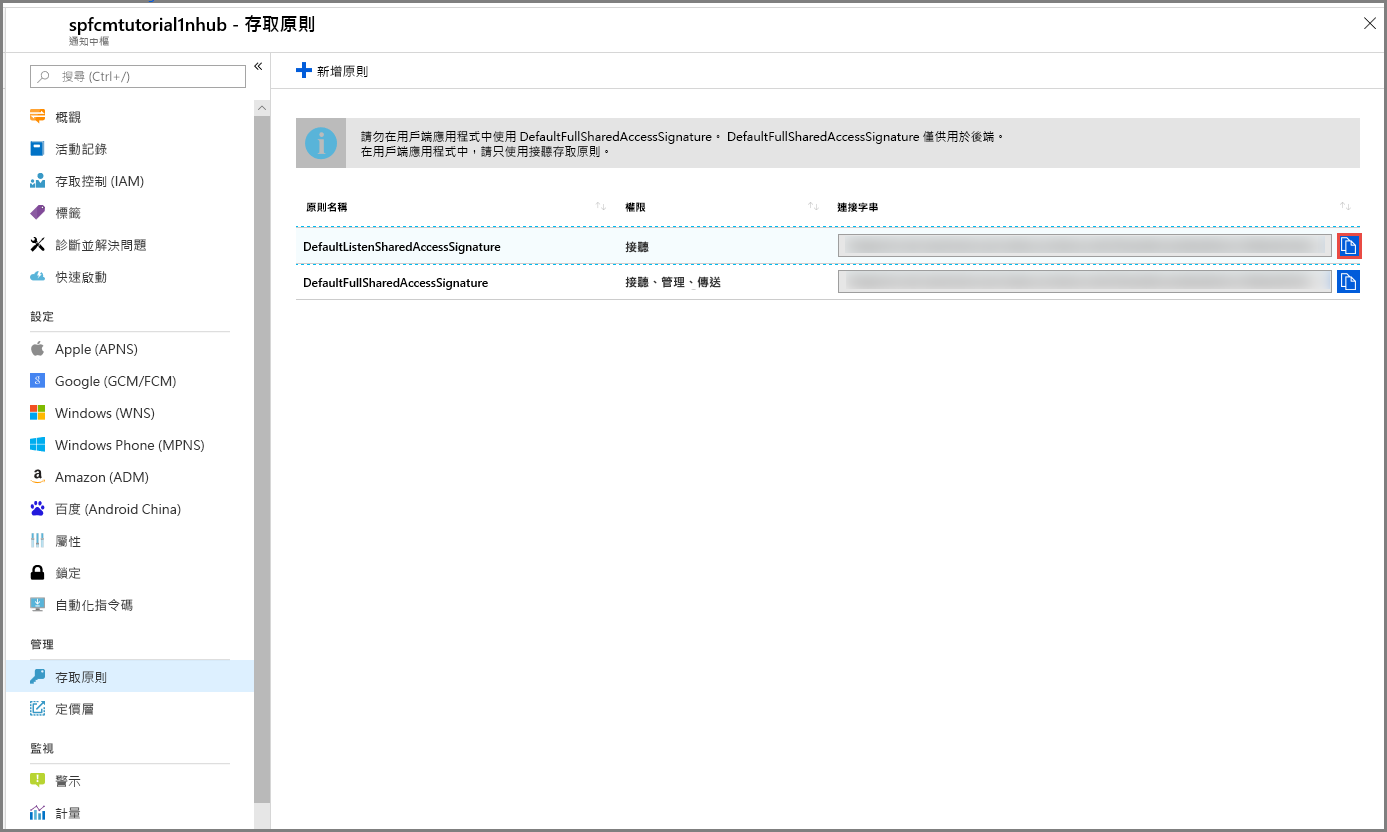 spfcmtutorial1nhub - 存取原則
通知中樞
搜尋 (Ctrl+/)
«
概觀
活動記錄
存取控制 (IAM)
標籤
診斷並解決問題
快速啟動
設定
Apple (APNS)
Google (GCM/FCM)
Windows (WNS)
Windows Phone (MPNS)
Amazon (ADM)
百度 (Android China)
屬性
鎖定
自動化指令碼
管理
存取原則
定價層
監視
警示
計量
新增原則
請勿在用戶端應用程式中使用 DefaultFullSharedAccessSignature。 DefaultFullSharedAccessSignature 僅供用於後端。
在用戶端應用程式中，請只使用接聽存取原則。
原則名稱 權限 連接字串
DefaultListenSharedAccessSignature 接聽
DefaultFullSharedAccessSignature 接聽、管理、傳送